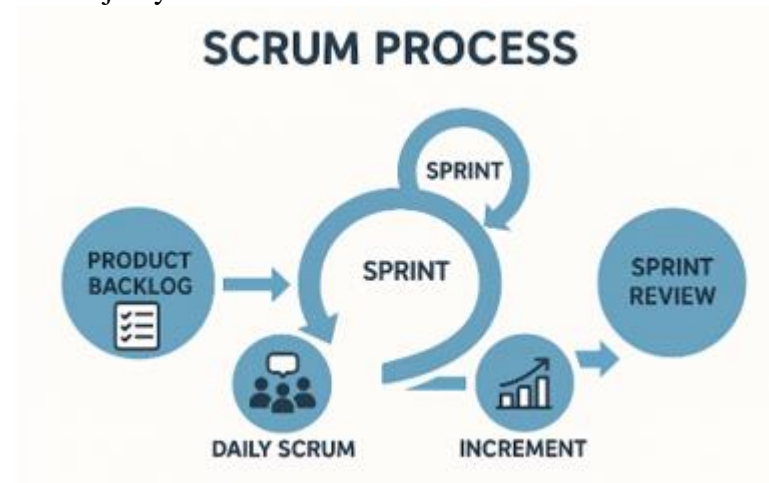 SCRUM PROCESS
SPRINT
PRODUCT
BACKLOG
SPRINT
SPRINT
REVIEW
DAILY SCRUM
INCREMENT